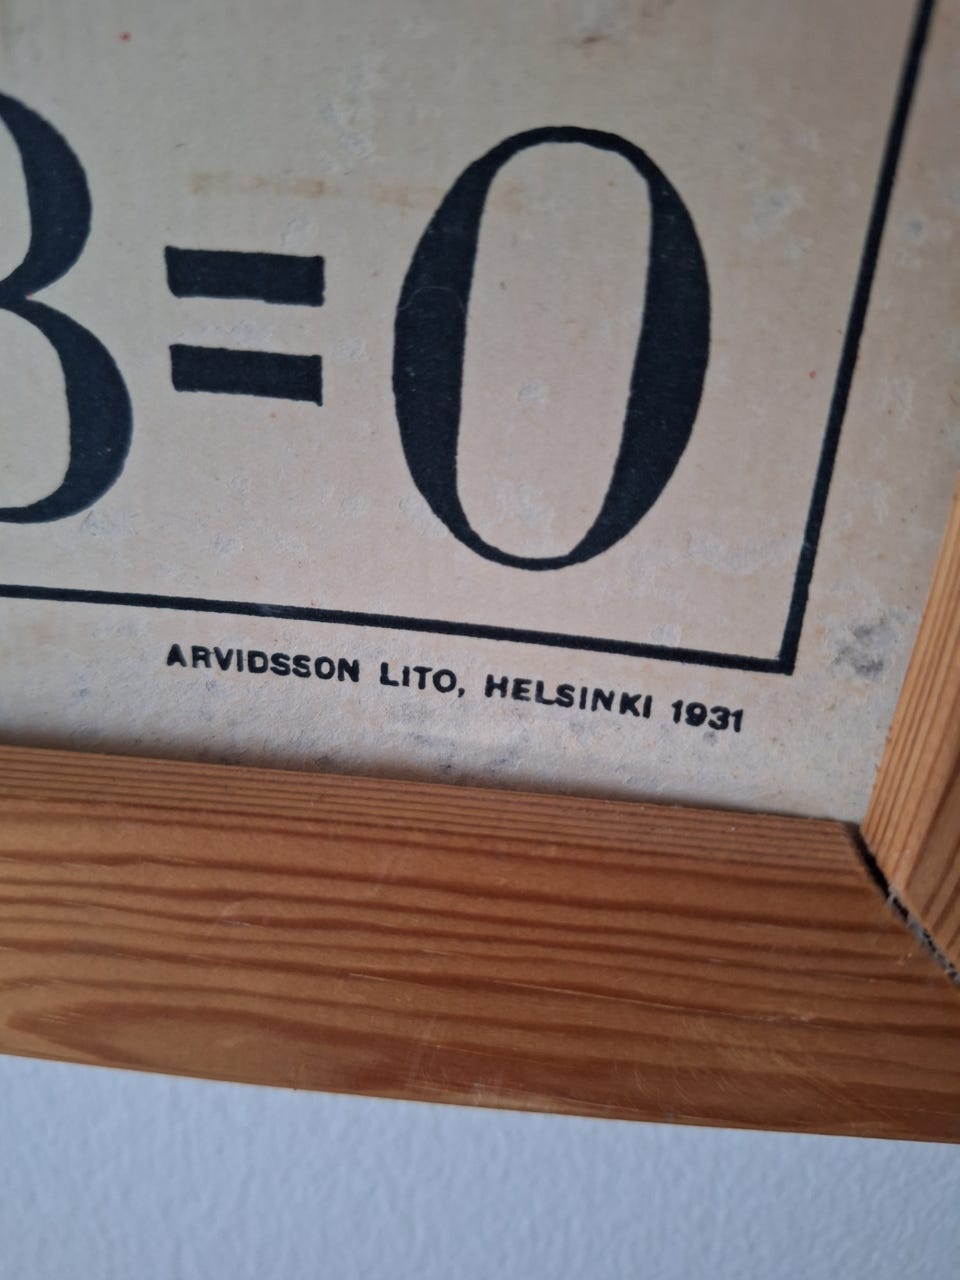 3=0
ARVIDSSON LITO, HELSINKI 1931